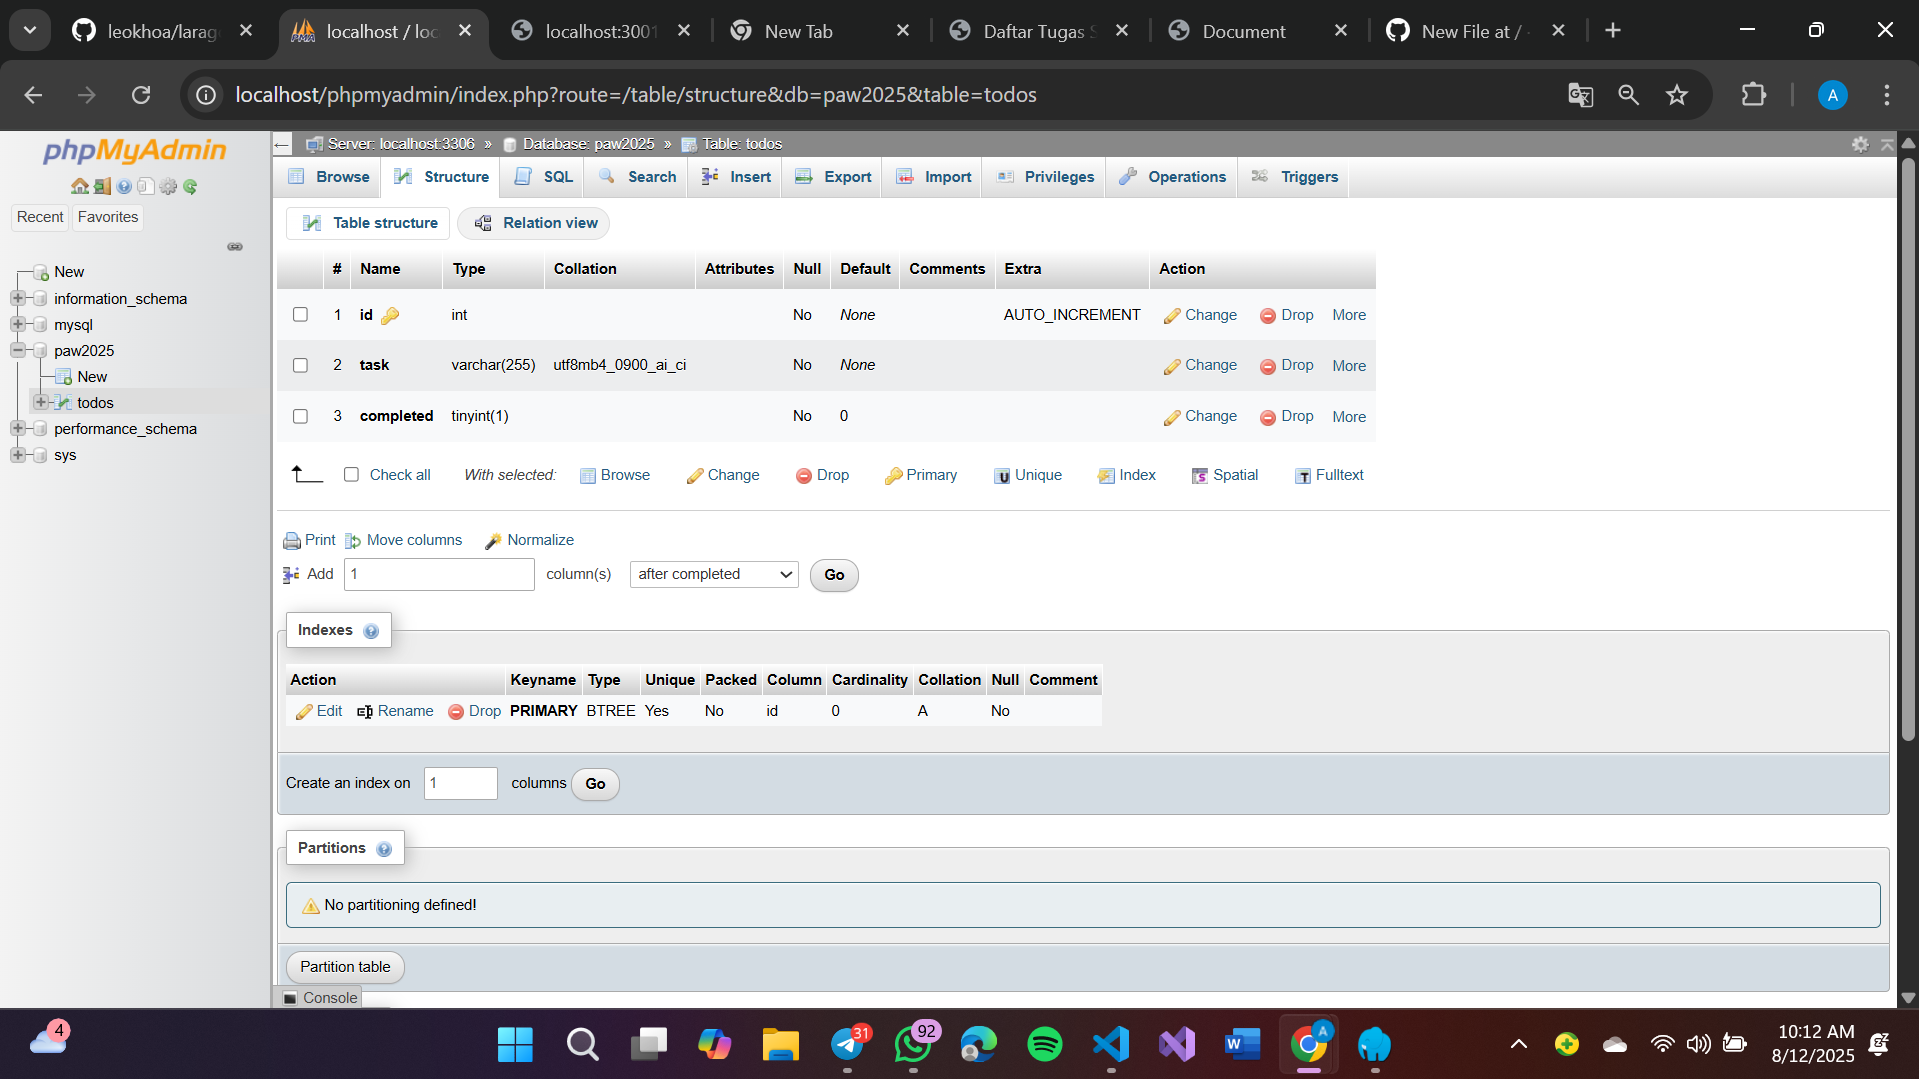 leokhoa/larag
localhost / loc
localhost:3001
New Tab
Daftar Tugas S
Document
New File at /
localhost/phpmyadmin/index.php?route=/table/structure&db=paw2025&table=todos
A
phpMyAdmin
Recent
Favorites
New
information_schema
mysql
paw2025
New
todos
performance_schema
sys
Server: localhost:3306 » Database: paw2025 » Table: todos
Browse
Structure
SQL
Search
Insert
Export
Import
Privileges
Operations
Triggers
Table structure
Relation view
# Name Type Collation Attributes Null Default Comments Extra Action
1 id int No None AUTO_INCREMENT Change Drop More
2 task varchar(255) utf8mb4_0900_ai_ci No None Change Drop More
3 completed tinyint(1) No 0 Change Drop More
Check all With selected: Browse Change Drop Primary Unique Index Spatial Fulltext
Print Move columns Normalize
Add 1 column(s) after completed Go
Indexes
Action Keyname Type Unique Packed Column Cardinality Collation Null Comment
Edit Rename Drop PRIMARY BTREE Yes No id 0 A No
Create an index on 1 columns Go
Partitions
No partitioning defined!
Partition table
Console
4
31
92
A
10:12 AM
8/12/2025